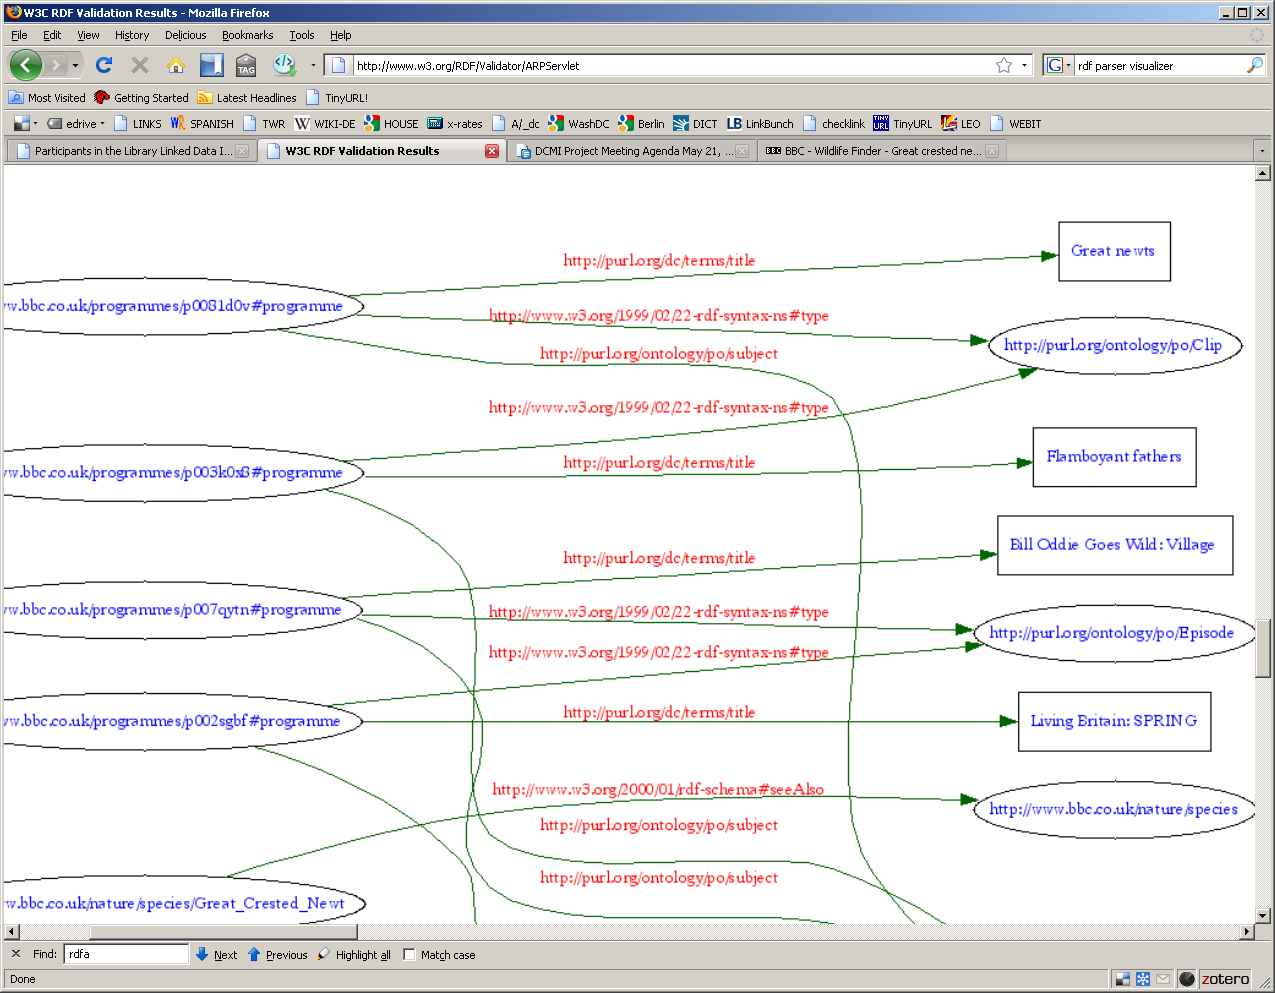 W3C RDF Validation Results - Mozilla Firefox
File Edit View History Delicious Bookmarks Tools Help
TAG http://www.w3.org/RDF/Validator/ARPServlet G rdf parser visualizer
Most Visited Getting Started Latest Headlines TinyURL!
edrive LINKS SPANISH TWR W WIKI-DE HOUSE x-rates A/_dc WashDC Berlin DICT LB LinkBunch checklink TINY URL TinyURL LEO WEBIT
Participants in the Library Linked Data I... W3C RDF Validation Results DCMI Project Meeting Agenda May 21, ... BBC BBC - Wildlife Finder - Great crested ne...
Great newts
http://purl.org/dc/terms/title
ww.bbc.co.uk/programmes/p0081d0v#programme
http://www.w3.org/1999/02/22-rdf-syntax-ns#type
http://purl.org/ontology/po/Clip
http://purl.org/ontology/po/subject
http://www.w3.org/1999/02/22-rdf-syntax-ns#type
http://purl.org/dc/terms/title
Flamboyant fathers
ww.bbc.co.uk/programmes/p003k0x8#programme
Bill Oddie Goes Wild: Village
http://purl.org/dc/terms/title
ww.bbc.co.uk/programmes/p007qytn#programme
http://www.w3.org/1999/02/22-rdf-syntax-ns#type
http://purl.org/ontology/po/Episode
http://www.w3.org/1999/02/22-rdf-syntax-ns#type
http://purl.org/dc/terms/title
ww.bbc.co.uk/programmes/p002sgbf#programme
Living Britain: SPRING
http://www.w3.org/2000/01/rdf-schema#seeAlso
http://www.bbc.co.uk/nature/species
http://purl.org/ontology/po/subject
http://purl.org/ontology/po/subject
ww.bbc.co.uk/nature/species/Great_Crested_Newt
Find: rdfa Next Previous Highlight all Match case
Done zotero